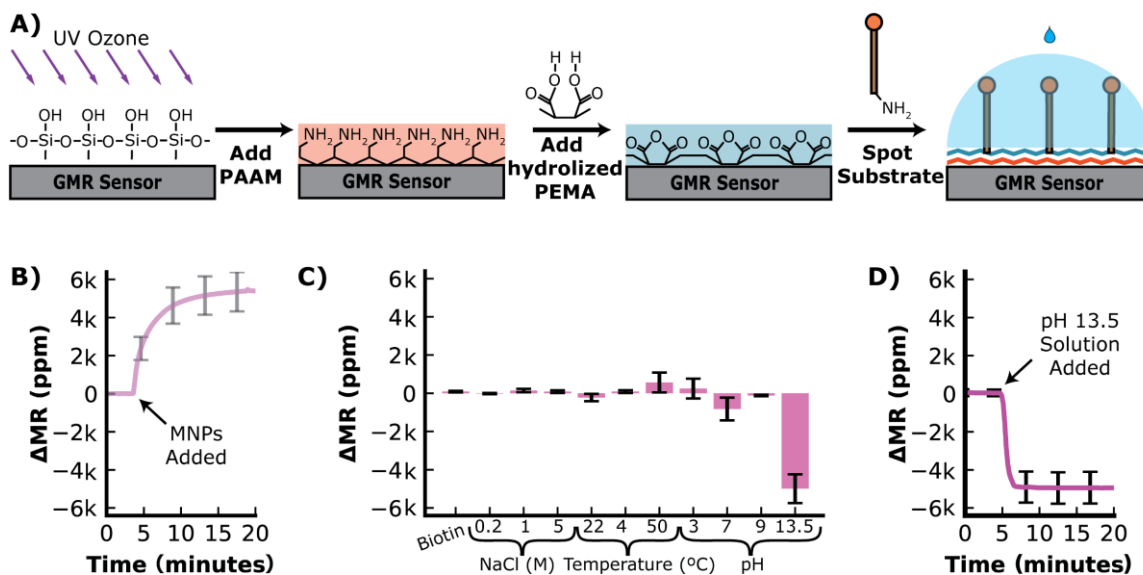 A)
UV Ozone
OH OH OH OH
-O-Si-O-Si-O-Si-O-Si-O-
GMR Sensor
Add
PAAM
NH2 NH2 NH2 NH2 NH2 NH2
GMR Sensor
H H
O O
O O
Add
hydrolized
PEMA
O O O O O O O O O
GMR Sensor
NH2
Spot
Substrate
GMR Sensor
B)
ΔMR (ppm)
6k
4k
2k
0
−2k
−4k
−6k
MNPs
Added
0 5 10 15 20
Time (minutes)
C)
ΔMR (ppm)
6k
4k
2k
0
−2k
−4k
−6k
Biotin 0.2 1 5 22 4 50 3 7 9 13.5
NaCl (M) Temperature (ºC) pH
D)
ΔMR (ppm)
6k
4k
2k
0
−2k
−4k
−6k
pH 13.5
Solution
Added
0 5 10 15 20
Time (minutes)